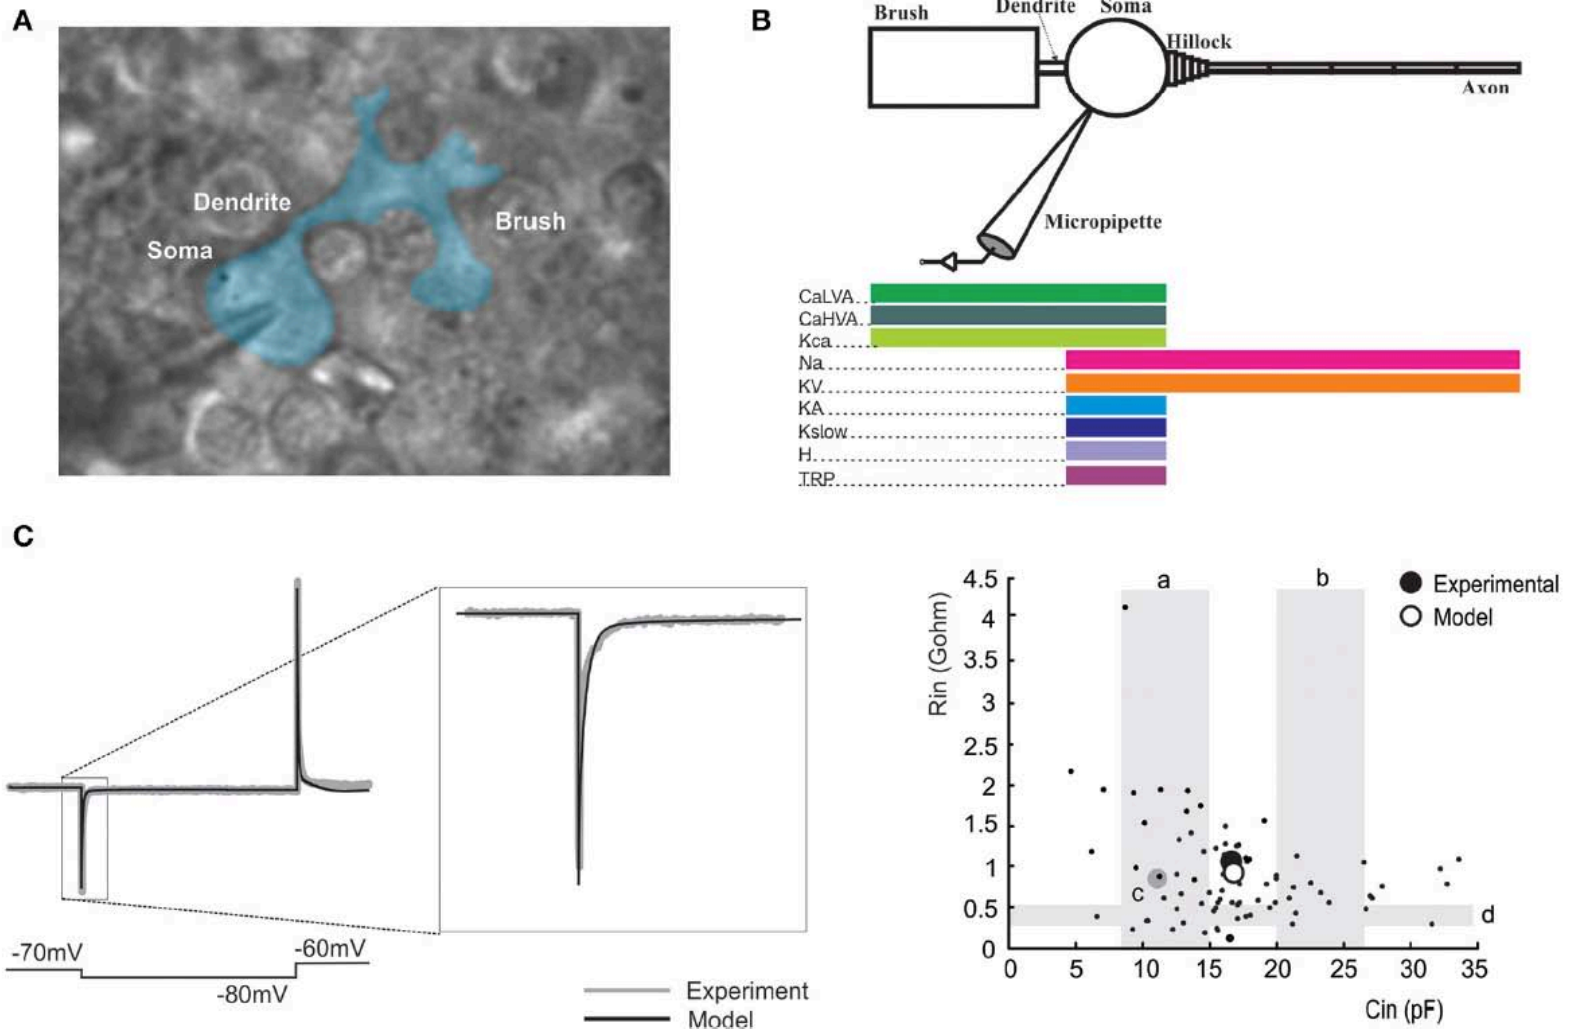 A
Dendrite
Soma
Brush
B
Brush
Dendrite
Soma
Hillock
Axon
Micropipette
CaLVA
CaHVA
Kca
Na
KV
KA
Kslow
H
TRP
C
-70mV
-80mV
-60mV
Experiment
Model
Rin (Gohm)
4.5
4
3.5
3
2.5
2
1.5
1
0.5
0
0 5 10 15 20 25 30 35
Cin (pF)
a
b
c
d
Experimental
Model